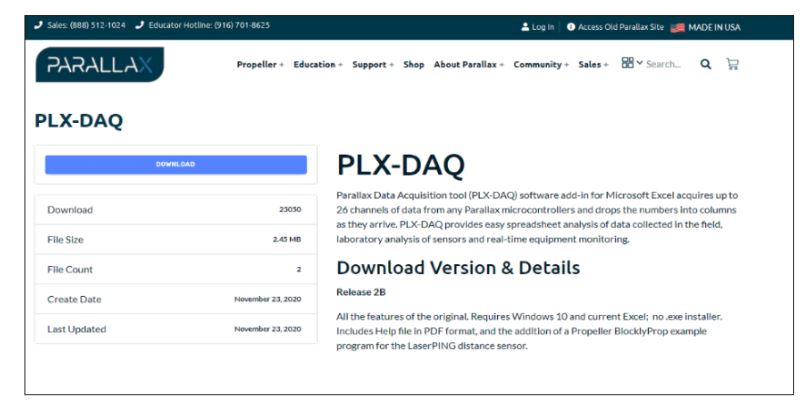 Sales: (888) 512-1024 Educator Hotline: (916) 701-8625 Log In Access Old Parallax Site MADE IN USA
PARALLAX Propeller + Education + Support + Shop About Parallax + Community + Sales + Search...
PLX-DAQ
DOWNLOAD
Download 23030
File Size 2.45 MB
File Count 2
Create Date November 23, 2020
Last Updated November 23, 2020
PLX-DAQ
Parallax Data Acquisition tool (PLX-DAQ) software add-in for Microsoft Excel acquires up to
26 channels of data from any Parallax microcontrollers and drops the numbers into columns
as they arrive. PLX-DAQ provides easy spreadsheet analysis of data collected in the field,
laboratory analysis of sensors and real-time equipment monitoring.
Download Version & Details
Release 2B
All the features of the original. Requires Windows 10 and current Excel; no .exe installer.
Includes Help file in PDF format, and the addition of a Propeller BlocklyProp example
program for the LaserPING distance sensor.